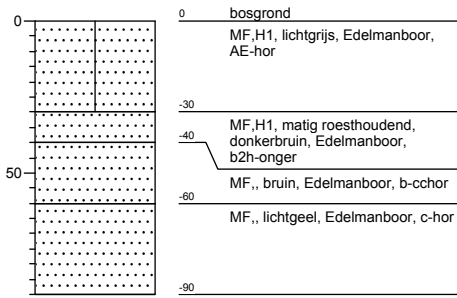 0
50
0 bosgrond
MF,H1, lichtgrijs, Edelmanboor,
AE-hor
-30
MF,H1, matig roesthoudend,
donkerbruin, Edelmanboor,
b2h-onger
-40
MF,, bruin, Edelmanboor, b-cchor
-60
MF,, lichtgeel, Edelmanboor, c-hor
-90